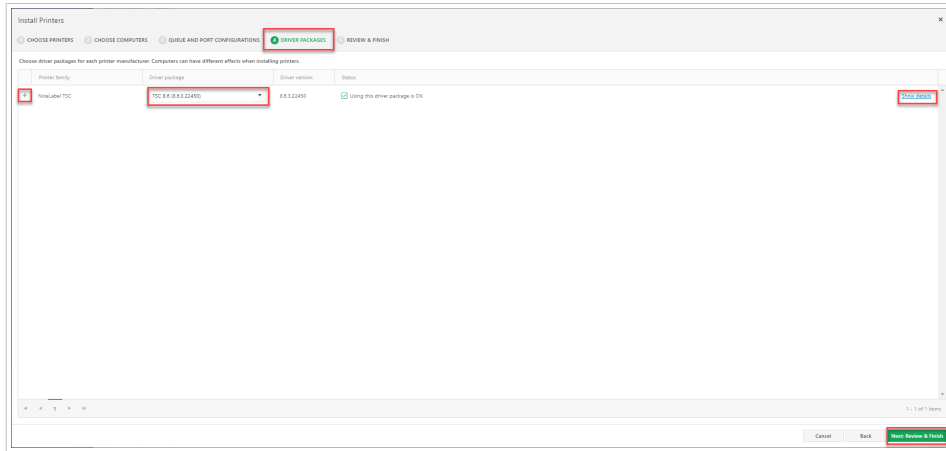 Install Printers
CHOOSE PRINTERS CHOOSE COMPUTERS QUEUE AND PORT CONFIGURATIONS 4 DRIVER PACKAGES REVIEW & FINISH
Choose driver packages for each printer manufacturer. Computers can have different effects when installing printers.
Printer family Driver package Driver version Status
NiceLabel TSC TSC 8.6 (8.6.3.22450) 8.6.3.22450 Using this driver package is OK Show details
1 1 - 1 of 1 items
Cancel Back Next: Review & Finish